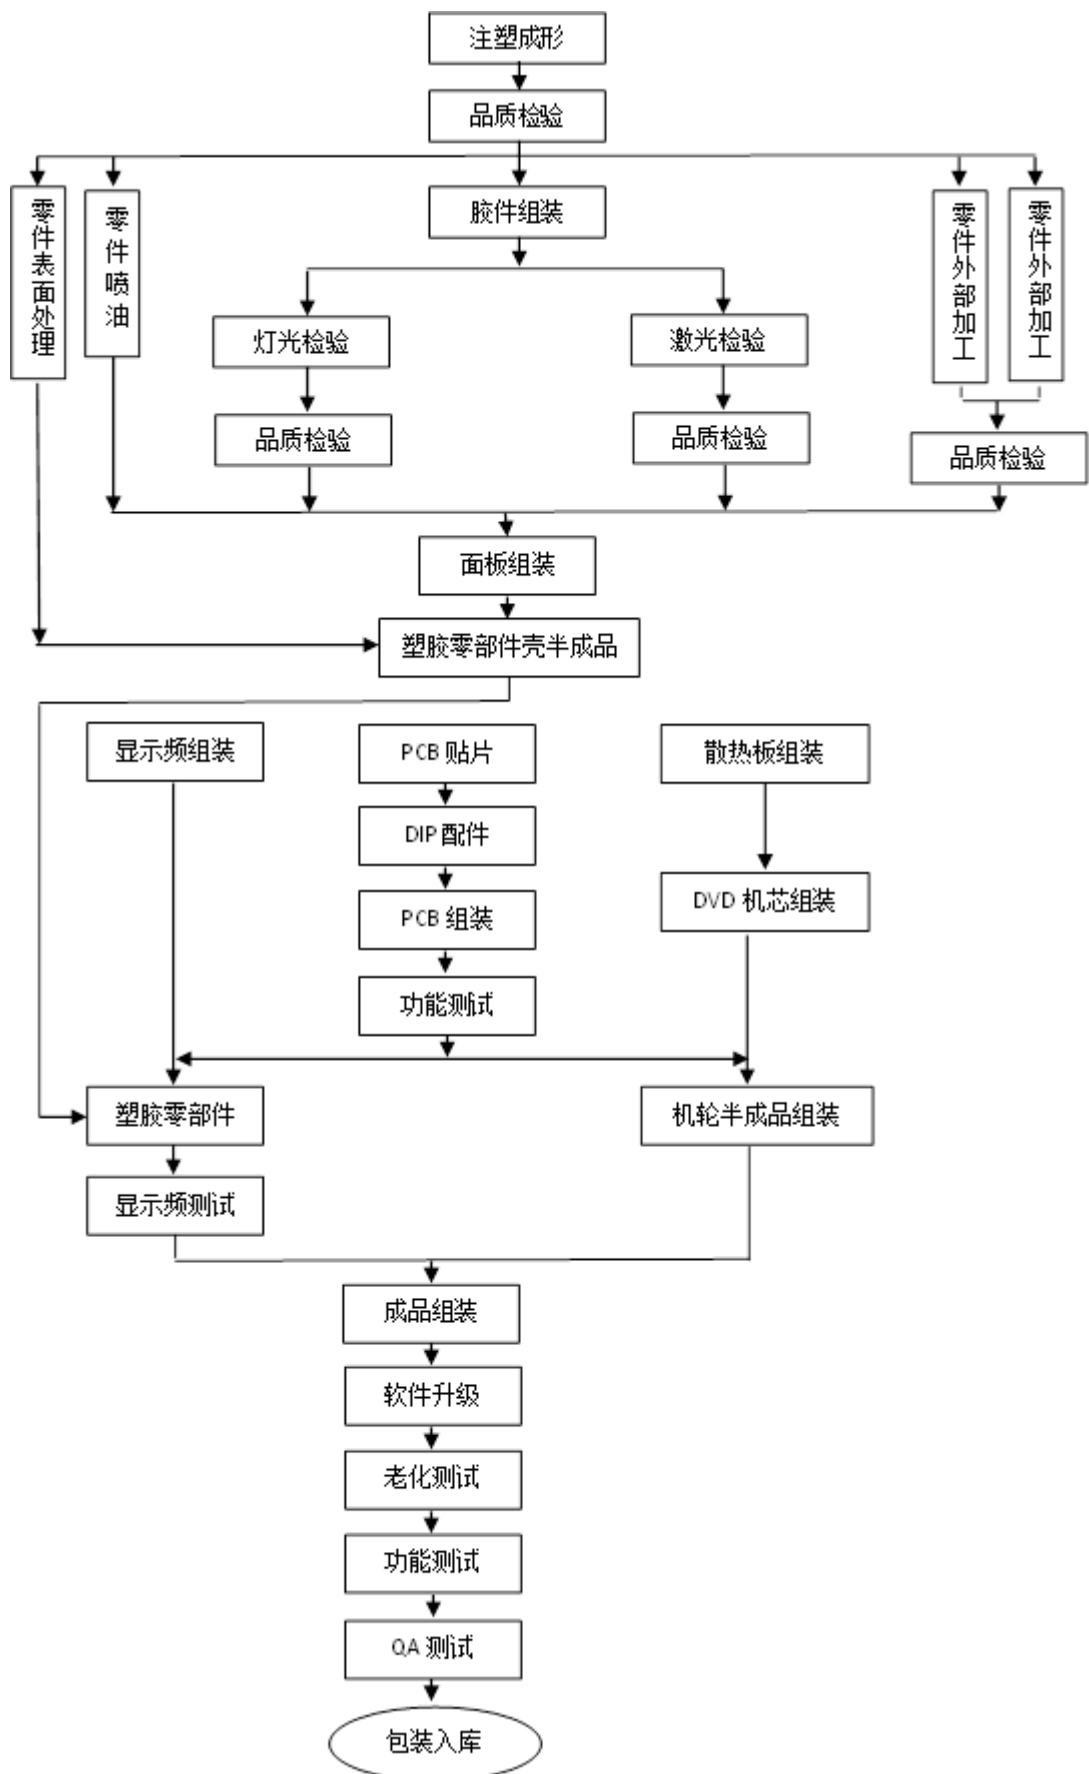 注塑成形
品质检验
零件表面处理
零件喷油
胶件组装
零件外部加工
零件外部加工
灯光检验
激光检验
品质检验
品质检验
品质检验
面板组装
塑胶零部件壳半成品
显示频组装
PCB 贴片
散热板组装
DIP 配件
DVD 机芯组装
PCB 组装
功能测试
塑胶零部件
机轮半成品组装
显示频测试
成品组装
软件升级
老化测试
功能测试
QA 测试
包装入库